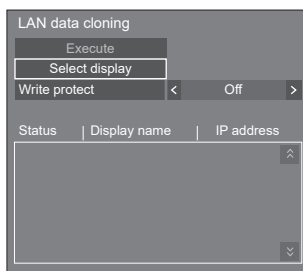 LAN data cloning
Execute
Select display
Write protect < Off >
Status | Display name | IP address